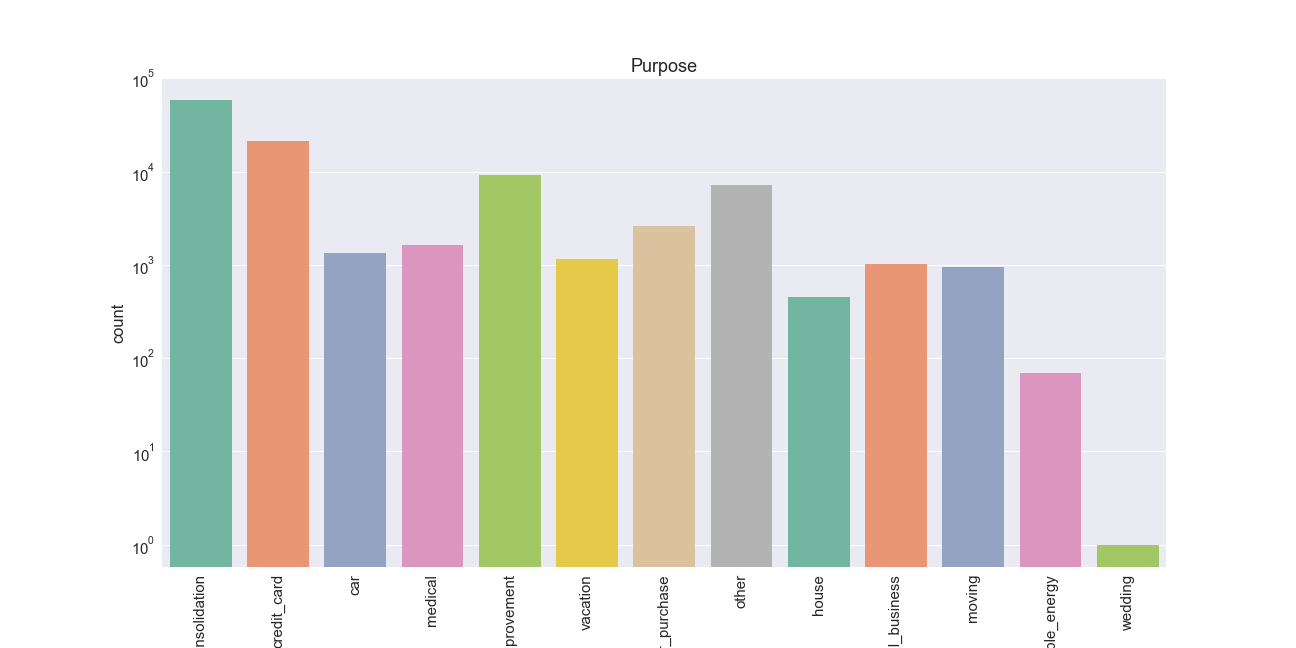 Purpose
10^5
10^4
10^3
10^2
10^1
10^0
count
nsolidation
credit_card
car
medical
provement
vacation
_purchase
other
house
l_business
moving
ble_energy
wedding